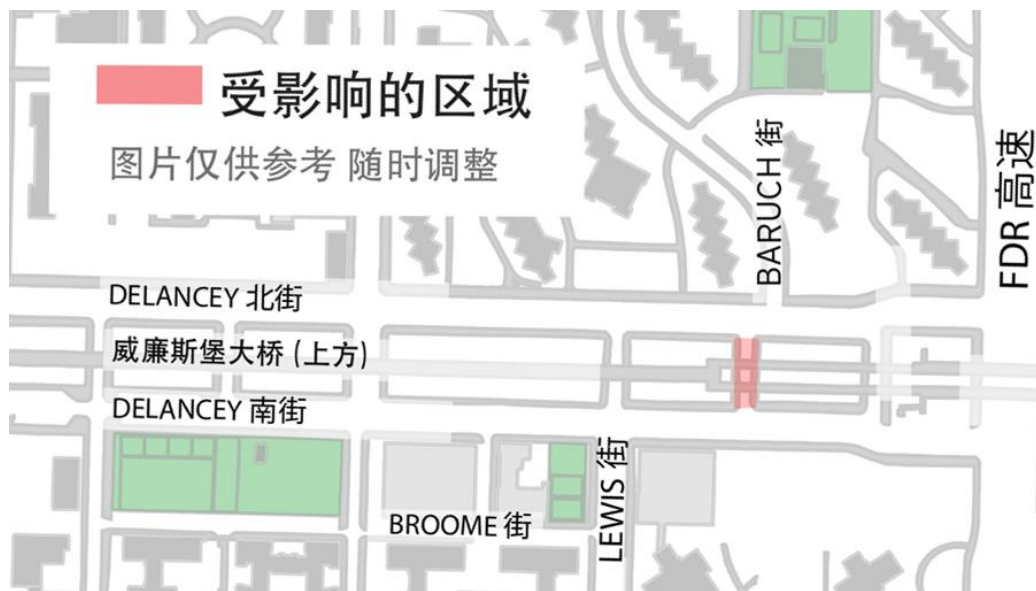 受影响的区域
图片仅供参考 随时调整
BARUCH 街
FDR 高速
DELANCEY 北街
威廉斯堡大桥 (上方)
DELANCEY 南街
LEWIS 街
BROOME 街